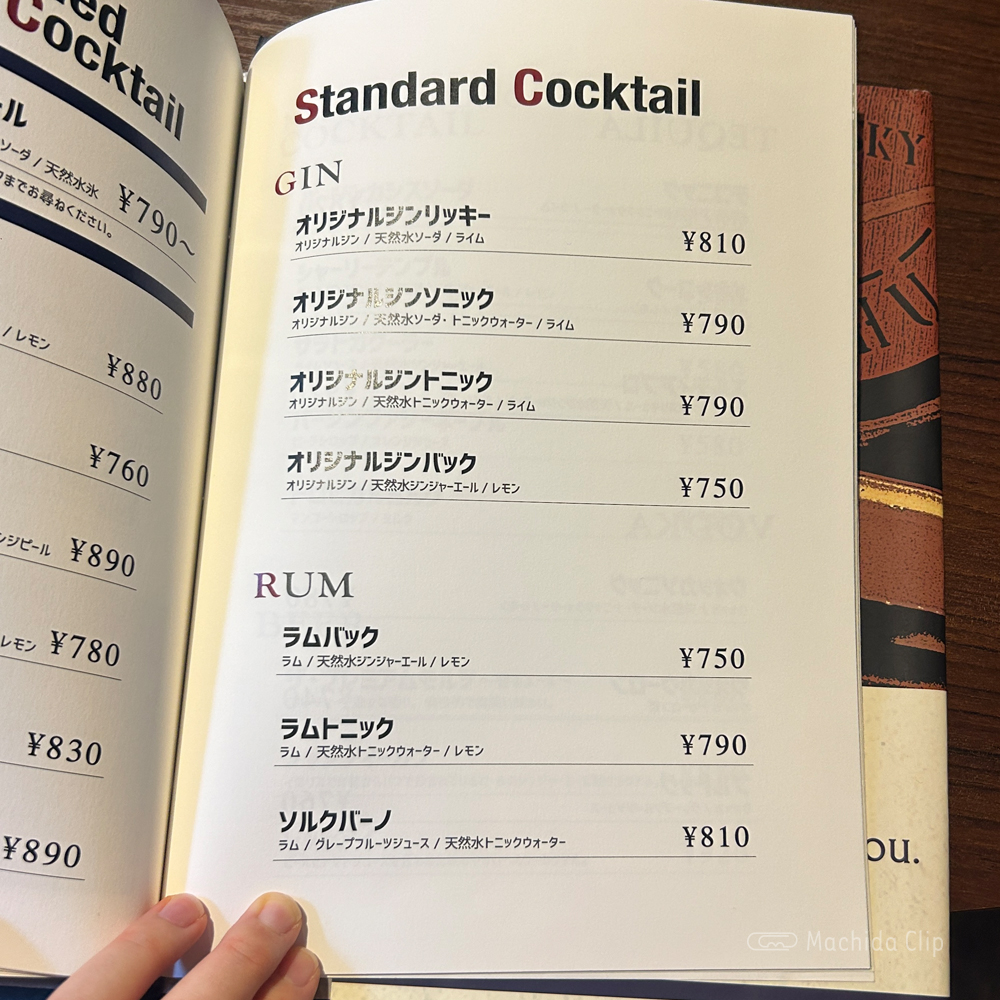 Cocktail
ール
ソーダ / 天然水氷
¥790～
までお尋ねください。
/ レモン
¥880
¥760
ンジピール
¥890
レモン
¥780
¥830
¥890
Standard Cocktail
GIN
オリジナルジンリッキー
¥810
オリジナルジン / 天然水ソーダ / ライム
オリジナルジンソニック
¥790
オリジナルジン / 天然水ソーダ・トニックウォーター / ライム
オリジナルジントニック
¥790
オリジナルジン / 天然水トニックウォーター / ライム
オリジナルジンバック
¥750
オリジナルジン / 天然水ジンジャーエール / レモン
RUM
ラムバック
¥750
ラム / 天然水ジンジャーエール / レモン
ラムトニック
¥790
ラム / 天然水トニックウォーター / レモン
ソルクバーノ
¥810
ラム / グレープフルーツジュース / 天然水トニックウォーター
SKY
ou.
Machida Clip